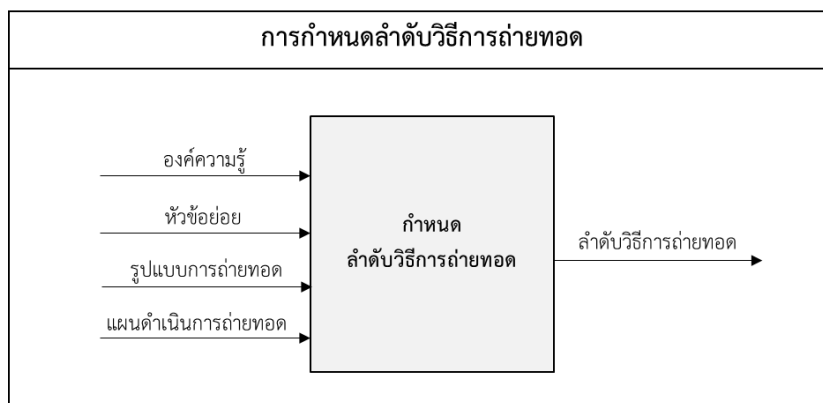 การกำหนดลำดับวิธีการถ่ายทอด
องค์ความรู้
หัวข้อย่อย
รูปแบบการถ่ายทอด
แผนดำเนินการถ่ายทอด
กำหนด
ลำดับวิธีการถ่ายทอด
ลำดับวิธีการถ่ายทอด